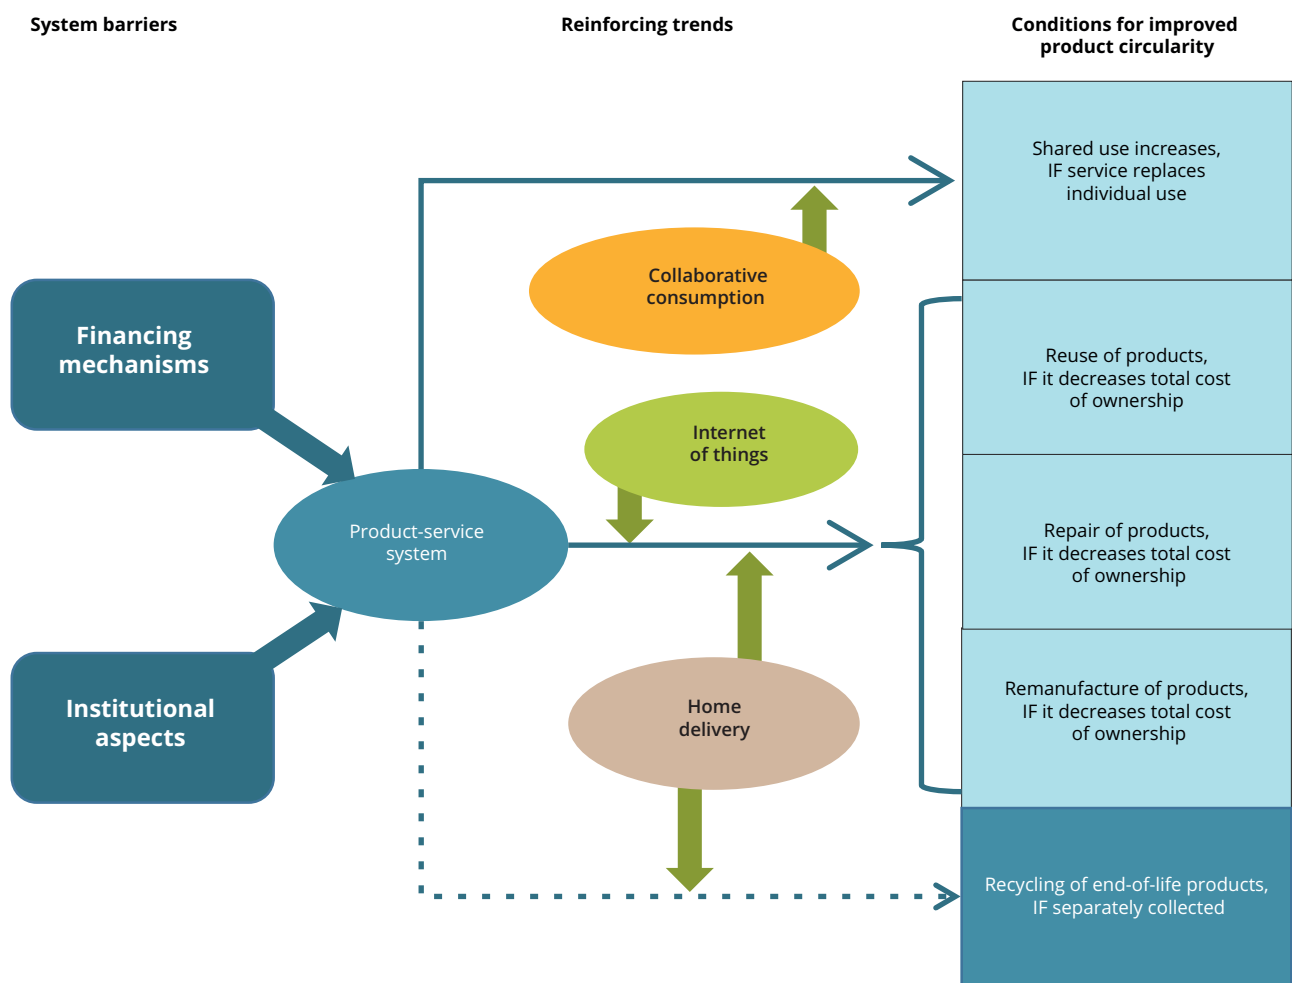 System barriers
Reinforcing trends
Conditions for improved
product circularity
Shared use increases,
IF service replaces
individual use
Collaborative
consumption
Financing
mechanisms
Reuse of products,
IF it decreases total cost
of ownership
Internet
of things
Product-service
system
Repair of products,
IF it decreases total cost
of ownership
Institutional
aspects
Home
delivery
Remanufacture of products,
IF it decreases total cost
of ownership
Recycling of end-of-life products,
IF separately collected